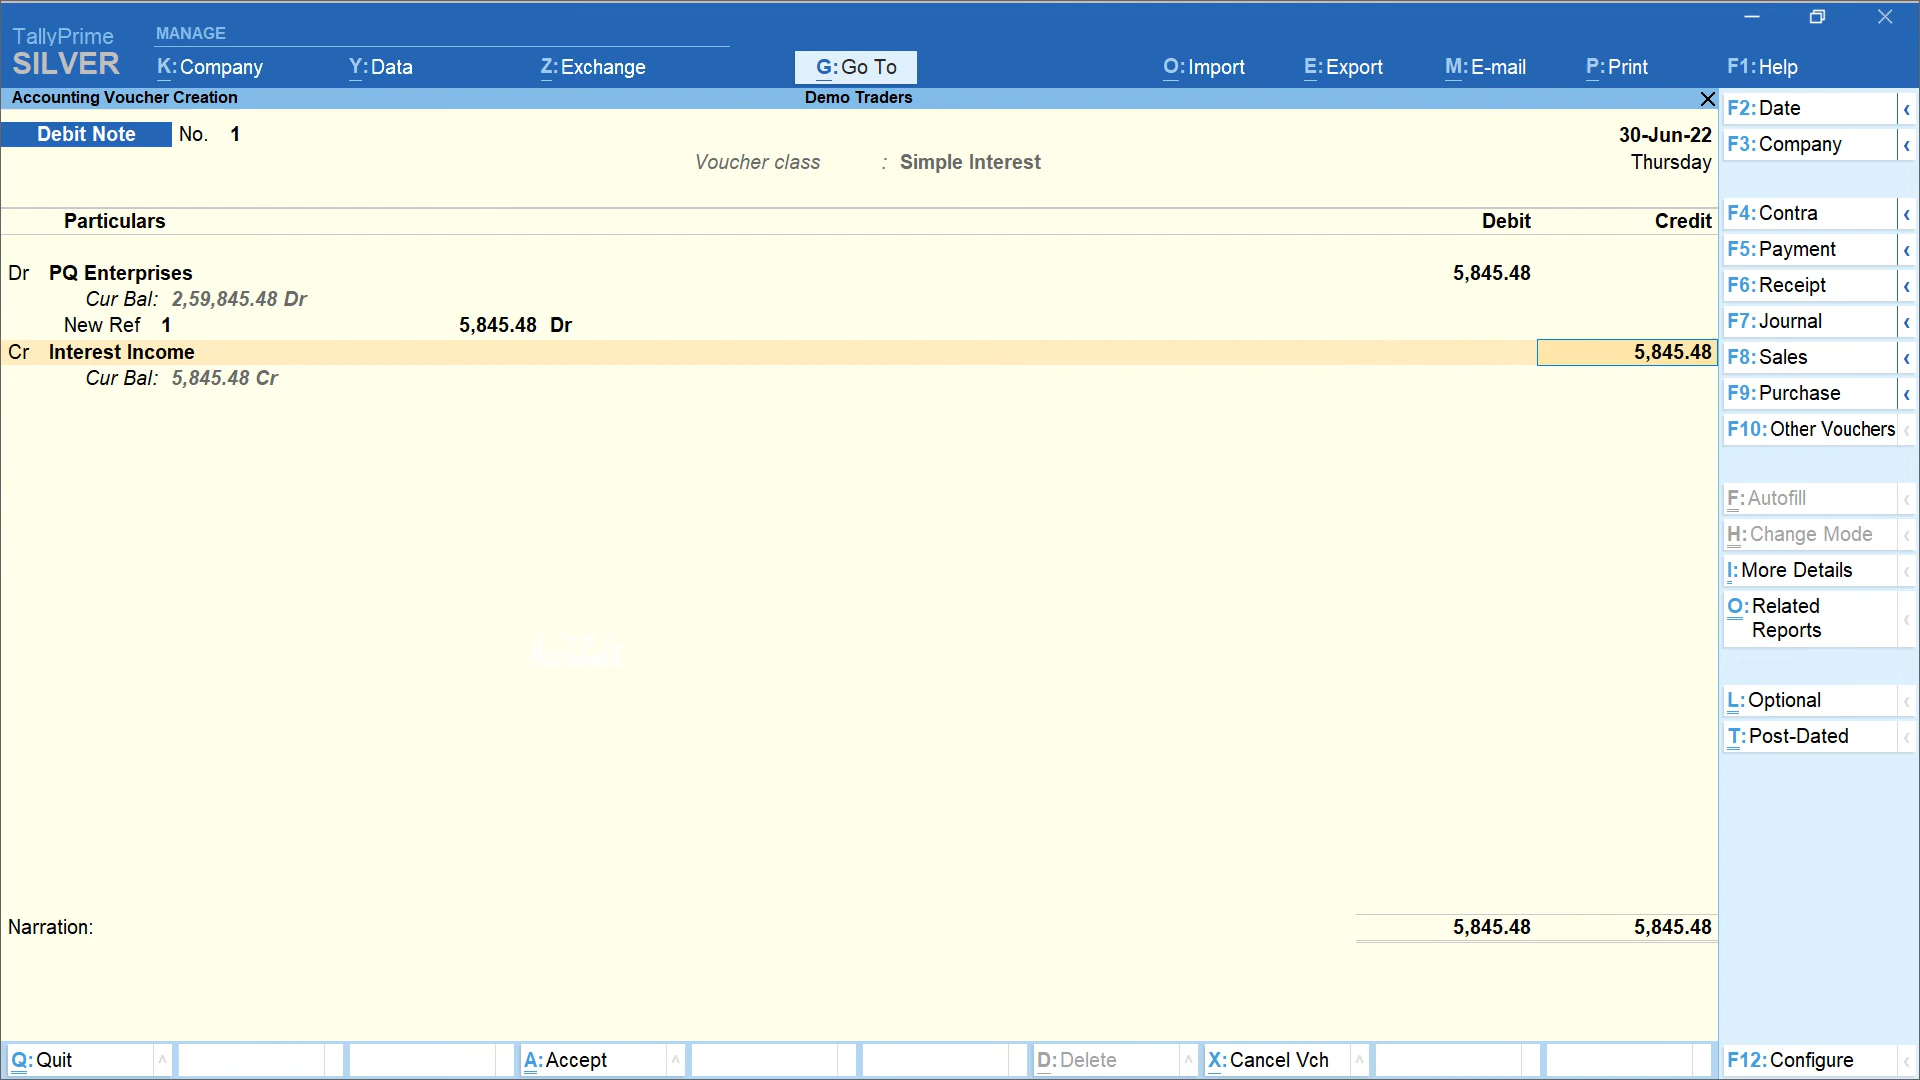 TallyPrime
SILVER
MANAGE
K: Company
Y: Data
Z: Exchange
G: Go To
O: Import
E: Export
M: E-mail
P: Print
F1: Help
Accounting Voucher Creation
Demo Traders
Debit Note No. 1
30-Jun-22
Voucher class : Simple Interest
Thursday
Particulars Debit Credit
Dr PQ Enterprises 5,845.48
Cur Bal: 2,59,845.48 Dr
New Ref 1 5,845.48 Dr
Cr Interest Income 5,845.48
Cur Bal: 5,845.48 Cr
Narration: 5,845.48 5,845.48
F2: Date
F3: Company
F4: Contra
F5: Payment
F6: Receipt
F7: Journal
F8: Sales
F9: Purchase
F10: Other Vouchers
F: Autofill
H: Change Mode
I: More Details
O: Related
Reports
L: Optional
T: Post-Dated
Q: Quit
A: Accept
D: Delete
X: Cancel Vch
F12: Configure